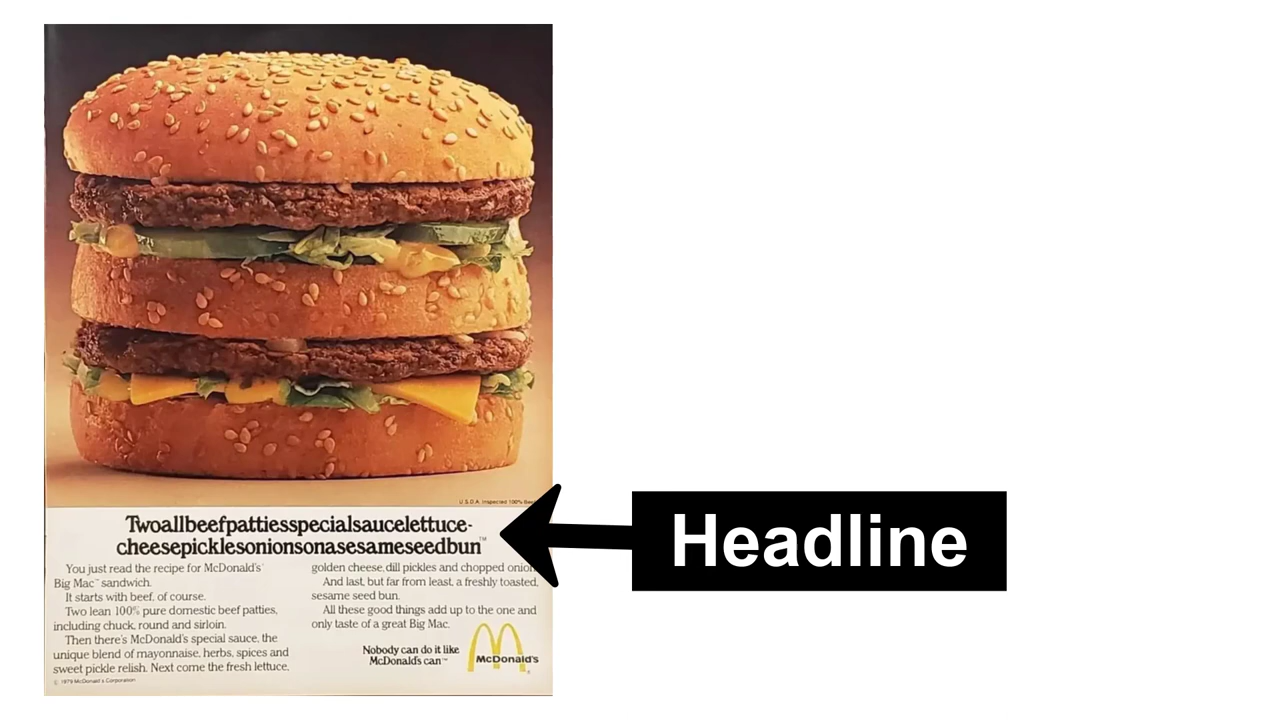 U.S.D.A. Inspected 100% Beef
Twoallbeefpattiesspecialsaucelettuce-
cheesepicklesonionsonasesameseedbun™
You just read the recipe for McDonald's®
Big Mac™ sandwich.
It starts with beef, of course.
Two lean 100% pure domestic beef patties,
including chuck, round and sirloin.
Then there's McDonald's special sauce, the
unique blend of mayonnaise, herbs, spices and
sweet pickle relish. Next come the fresh lettuce,
golden cheese, dill pickles and chopped onion.
And last, but far from least, a freshly toasted,
sesame seed bun.
All these good things add up to the one and
only taste of a great Big Mac.
Nobody can do it like
McDonald's can™
McDonald's
®
© 1979 McDonald's Corporation
Headline